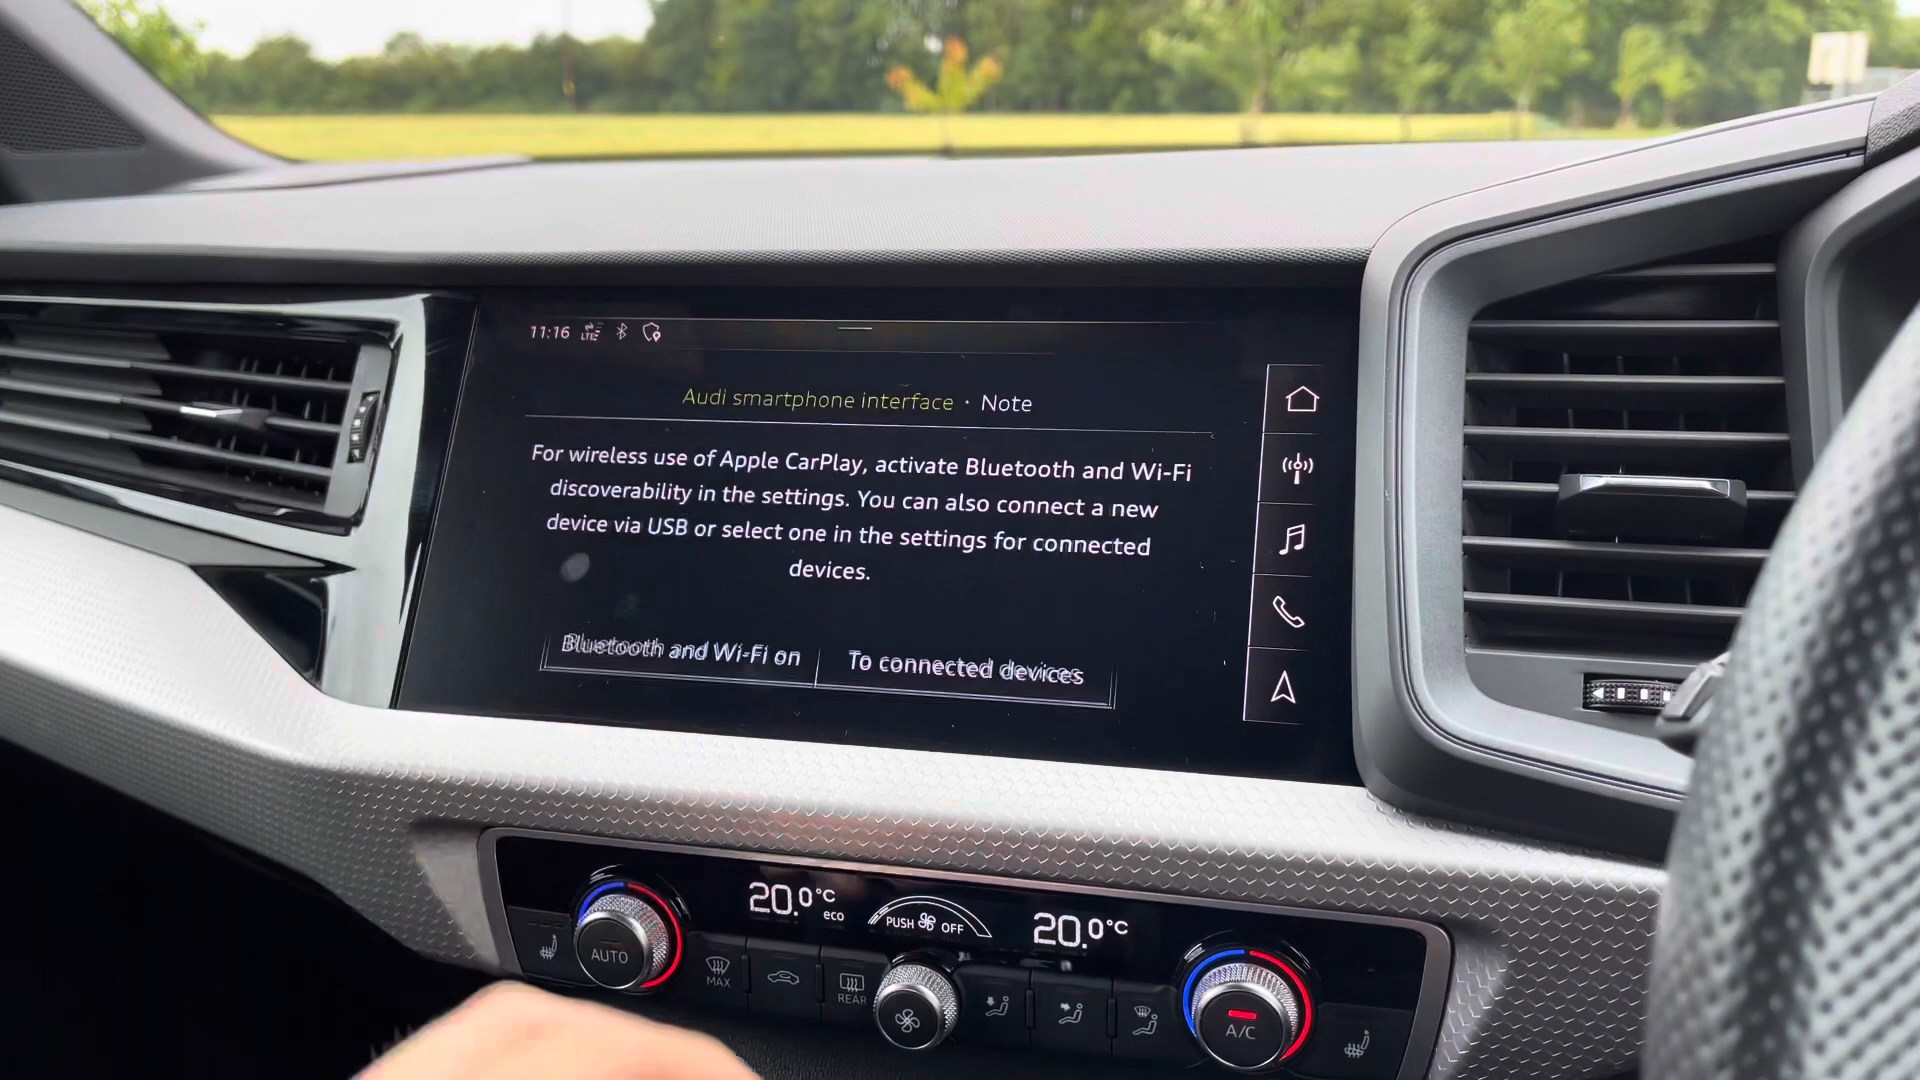 11:16 LTE
Audi smartphone interface · Note
For wireless use of Apple CarPlay, activate Bluetooth and Wi-Fi
discoverability in the settings. You can also connect a new
device via USB or select one in the settings for connected
devices.
Bluetooth and Wi-Fi on
To connected devices
20.0°C
eco
PUSH OFF
20.0°C
AUTO
MAX
REAR
A/C